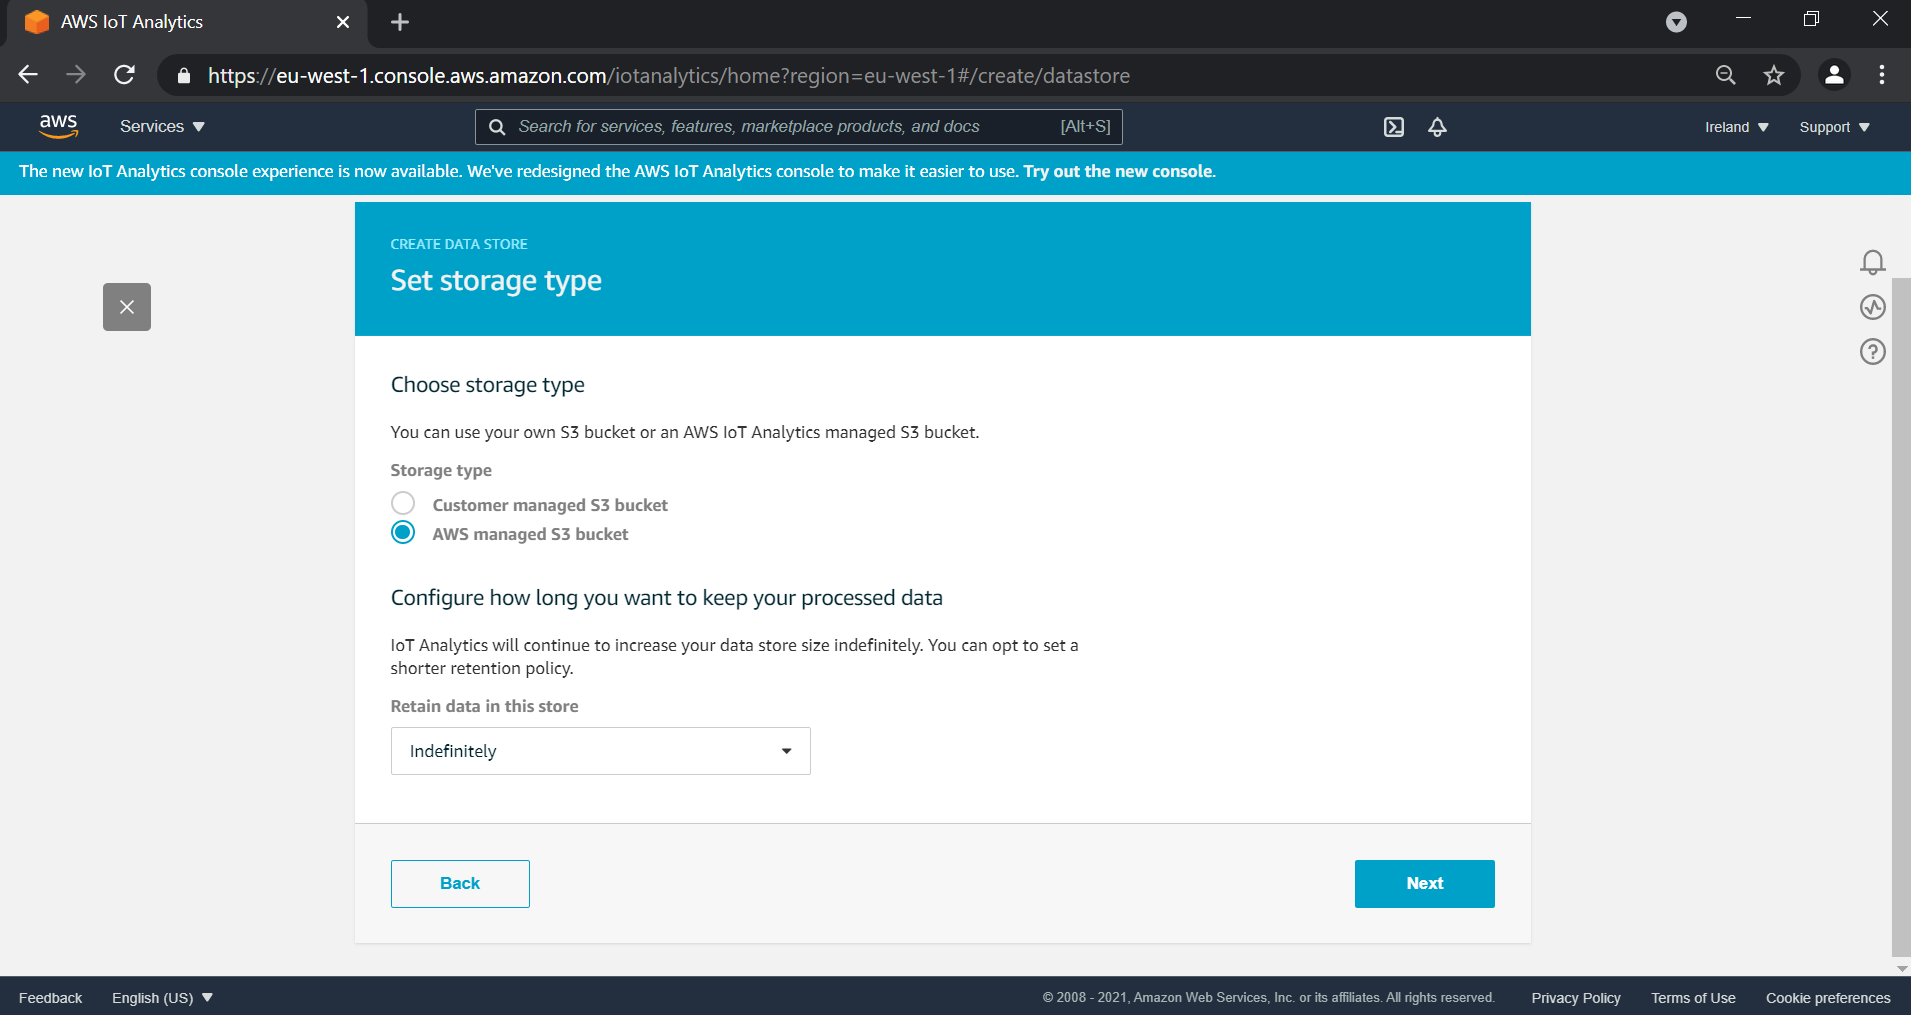 AWS IoT Analytics
https://eu-west-1.console.aws.amazon.com/iotanalytics/home?region=eu-west-1#/create/datastore
aws Services Search for services, features, marketplace products, and docs [Alt+S] Ireland Support
The new IoT Analytics console experience is now available. We've redesigned the AWS IoT Analytics console to make it easier to use. Try out the new console.
CREATE DATA STORE
Set storage type
Choose storage type
You can use your own S3 bucket or an AWS IoT Analytics managed S3 bucket.
Storage type
Customer managed S3 bucket
AWS managed S3 bucket
Configure how long you want to keep your processed data
IoT Analytics will continue to increase your data store size indefinitely. You can opt to set a
shorter retention policy.
Retain data in this store
Indefinitely
Back Next
Feedback English (US) © 2008 - 2021, Amazon Web Services, Inc. or its affiliates. All rights reserved. Privacy Policy Terms of Use Cookie preferences